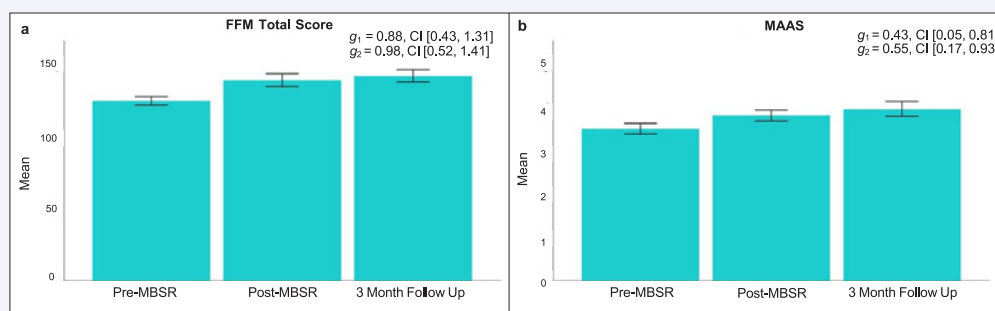 a
FFM Total Score
g1 = 0.88, CI [0.43, 1.31]
g2 = 0.98, CI [0.52, 1.41]
150
100
50
0
Mean
Pre-MBSR
Post-MBSR
3 Month Follow Up
b
MAAS
g1 = 0.43, CI [0.05, 0.81
g2 = 0.55, CI [0.17, 0.93
5
4
3
2
1
0
Mean
Pre-MBSR
Post-MBSR
3 Month Follow Up